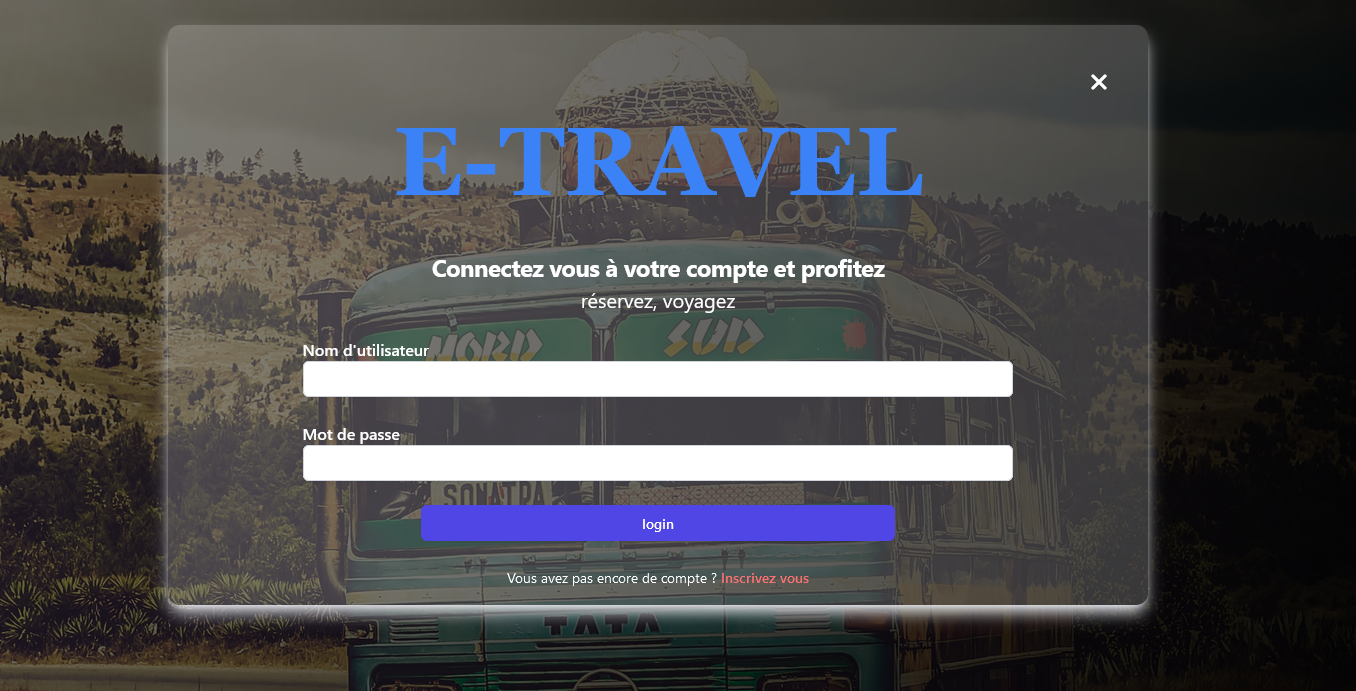 E-TRAVEL
Connectez vous à votre compte et profitez
réservez, voyagez
NORD SUD
Nom d'utilisateur
Mot de passe
SONATRA
login
Vous avez pas encore de compte ? Inscrivez vous
TATA